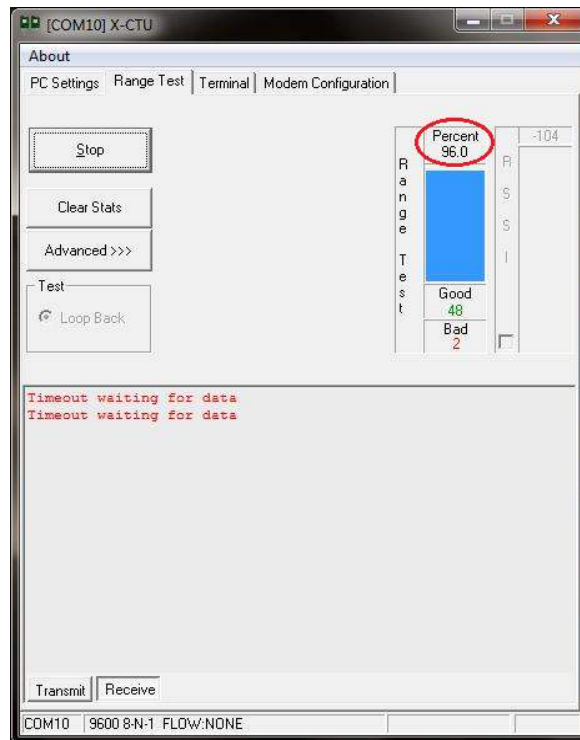 [COM10] X-CTU
About
PC Settings Range Test Terminal Modem Configuration
Stop
Clear Stats
Advanced >>>
Test
Loop Back
Range Test
Percent
96.0
Good
48
Bad
2
-104
RSSI
Timeout waiting for data
Timeout waiting for data
Transmit Receive
COM10 9600 8-N-1 FLOW:NONE